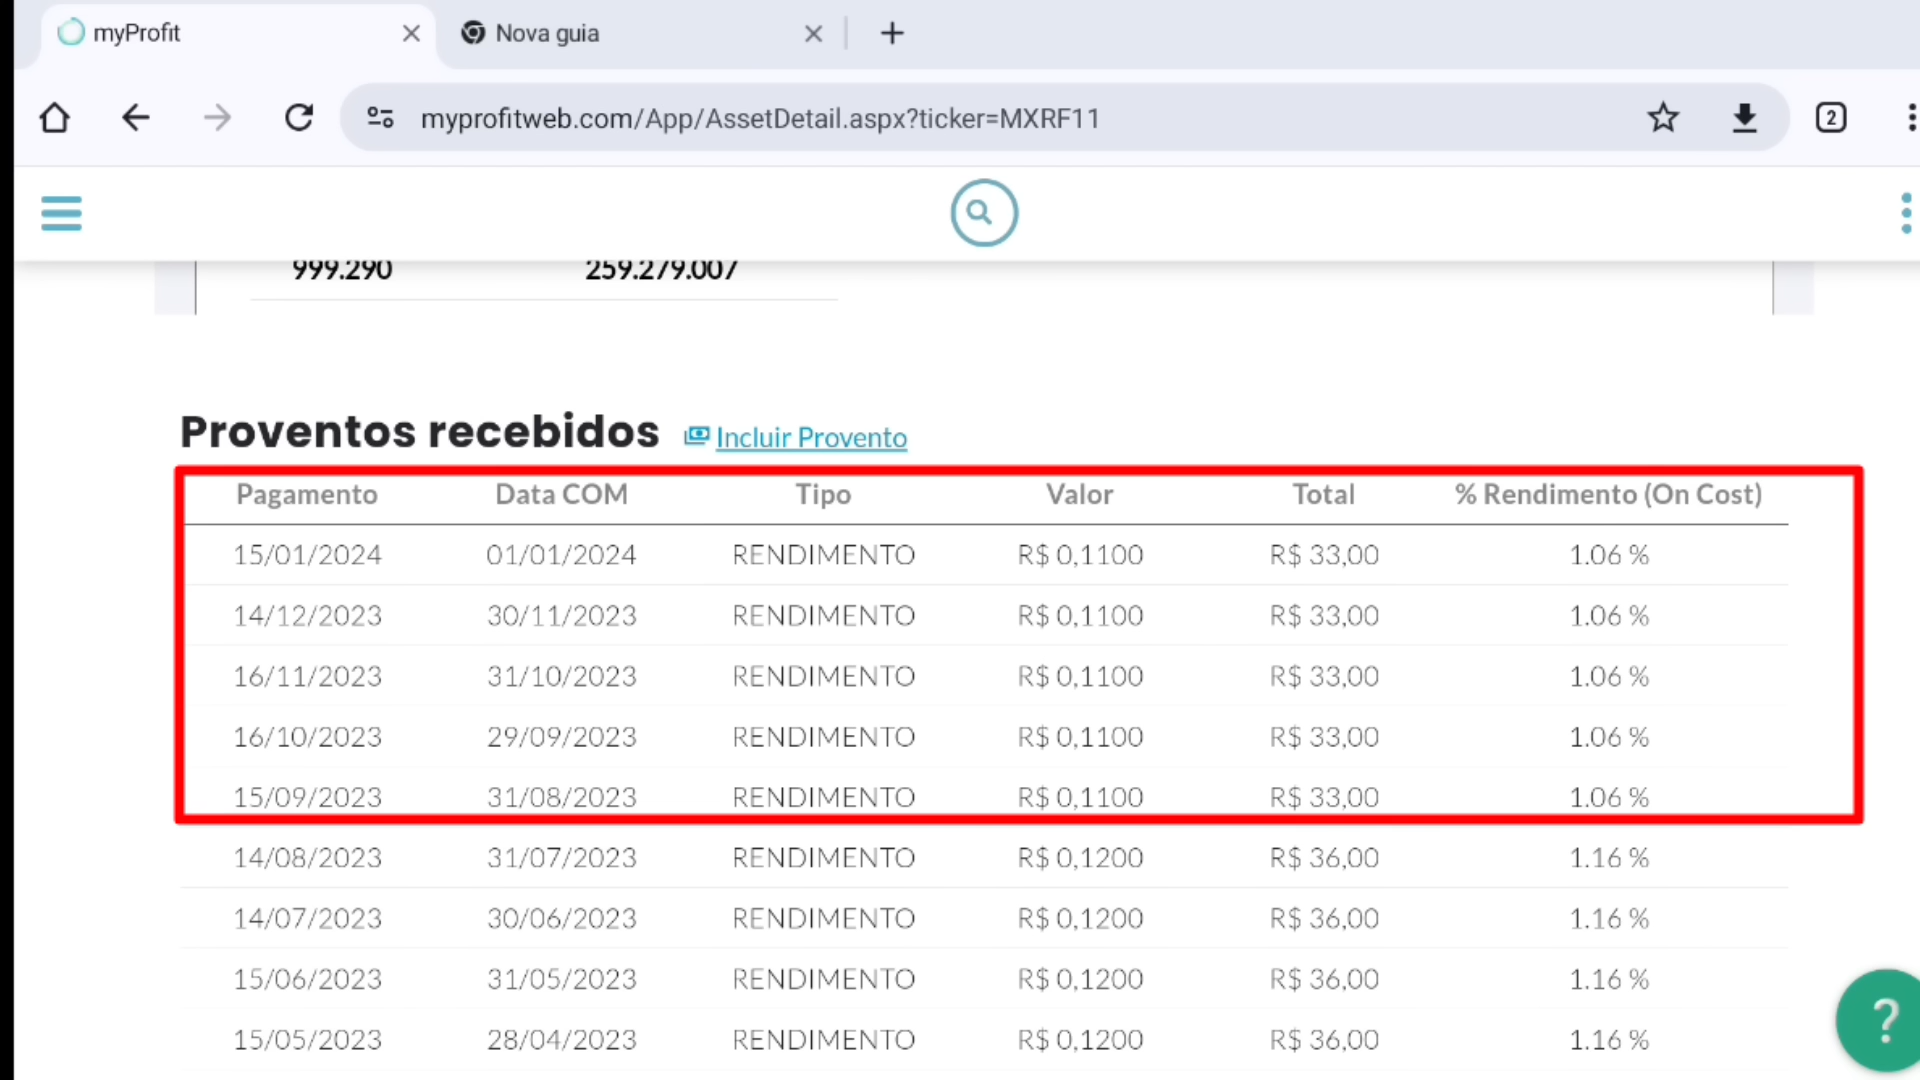 myProfit
Nova guia
myprofitweb.com/App/AssetDetail.aspx?ticker=MXRF11
2
999.290 259.279.007
Proventos recebidos Incluir Provento
Pagamento Data COM Tipo Valor Total % Rendimento (On Cost)
15/01/2024 01/01/2024 RENDIMENTO R$ 0,1100 R$ 33,00 1.06 %
14/12/2023 30/11/2023 RENDIMENTO R$ 0,1100 R$ 33,00 1.06 %
16/11/2023 31/10/2023 RENDIMENTO R$ 0,1100 R$ 33,00 1.06 %
16/10/2023 29/09/2023 RENDIMENTO R$ 0,1100 R$ 33,00 1.06 %
15/09/2023 31/08/2023 RENDIMENTO R$ 0,1100 R$ 33,00 1.06 %
14/08/2023 31/07/2023 RENDIMENTO R$ 0,1200 R$ 36,00 1.16 %
14/07/2023 30/06/2023 RENDIMENTO R$ 0,1200 R$ 36,00 1.16 %
15/06/2023 31/05/2023 RENDIMENTO R$ 0,1200 R$ 36,00 1.16 %
15/05/2023 28/04/2023 RENDIMENTO R$ 0,1200 R$ 36,00 1.16 %
?